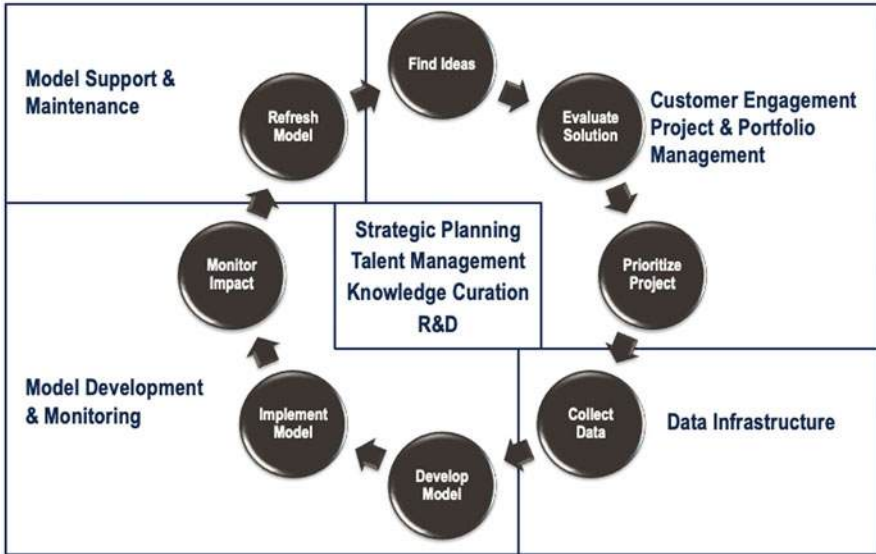 Model Support &
Maintenance
Find Ideas
Refresh
Model
Evaluate
Solution
Customer Engagement
Project & Portfolio
Management
Strategic Planning
Talent Management
Knowledge Curation
R&D
Monitor
Impact
Prioritize
Project
Model Development
& Monitoring
Implement
Model
Develop
Model
Collect
Data
Data Infrastructure